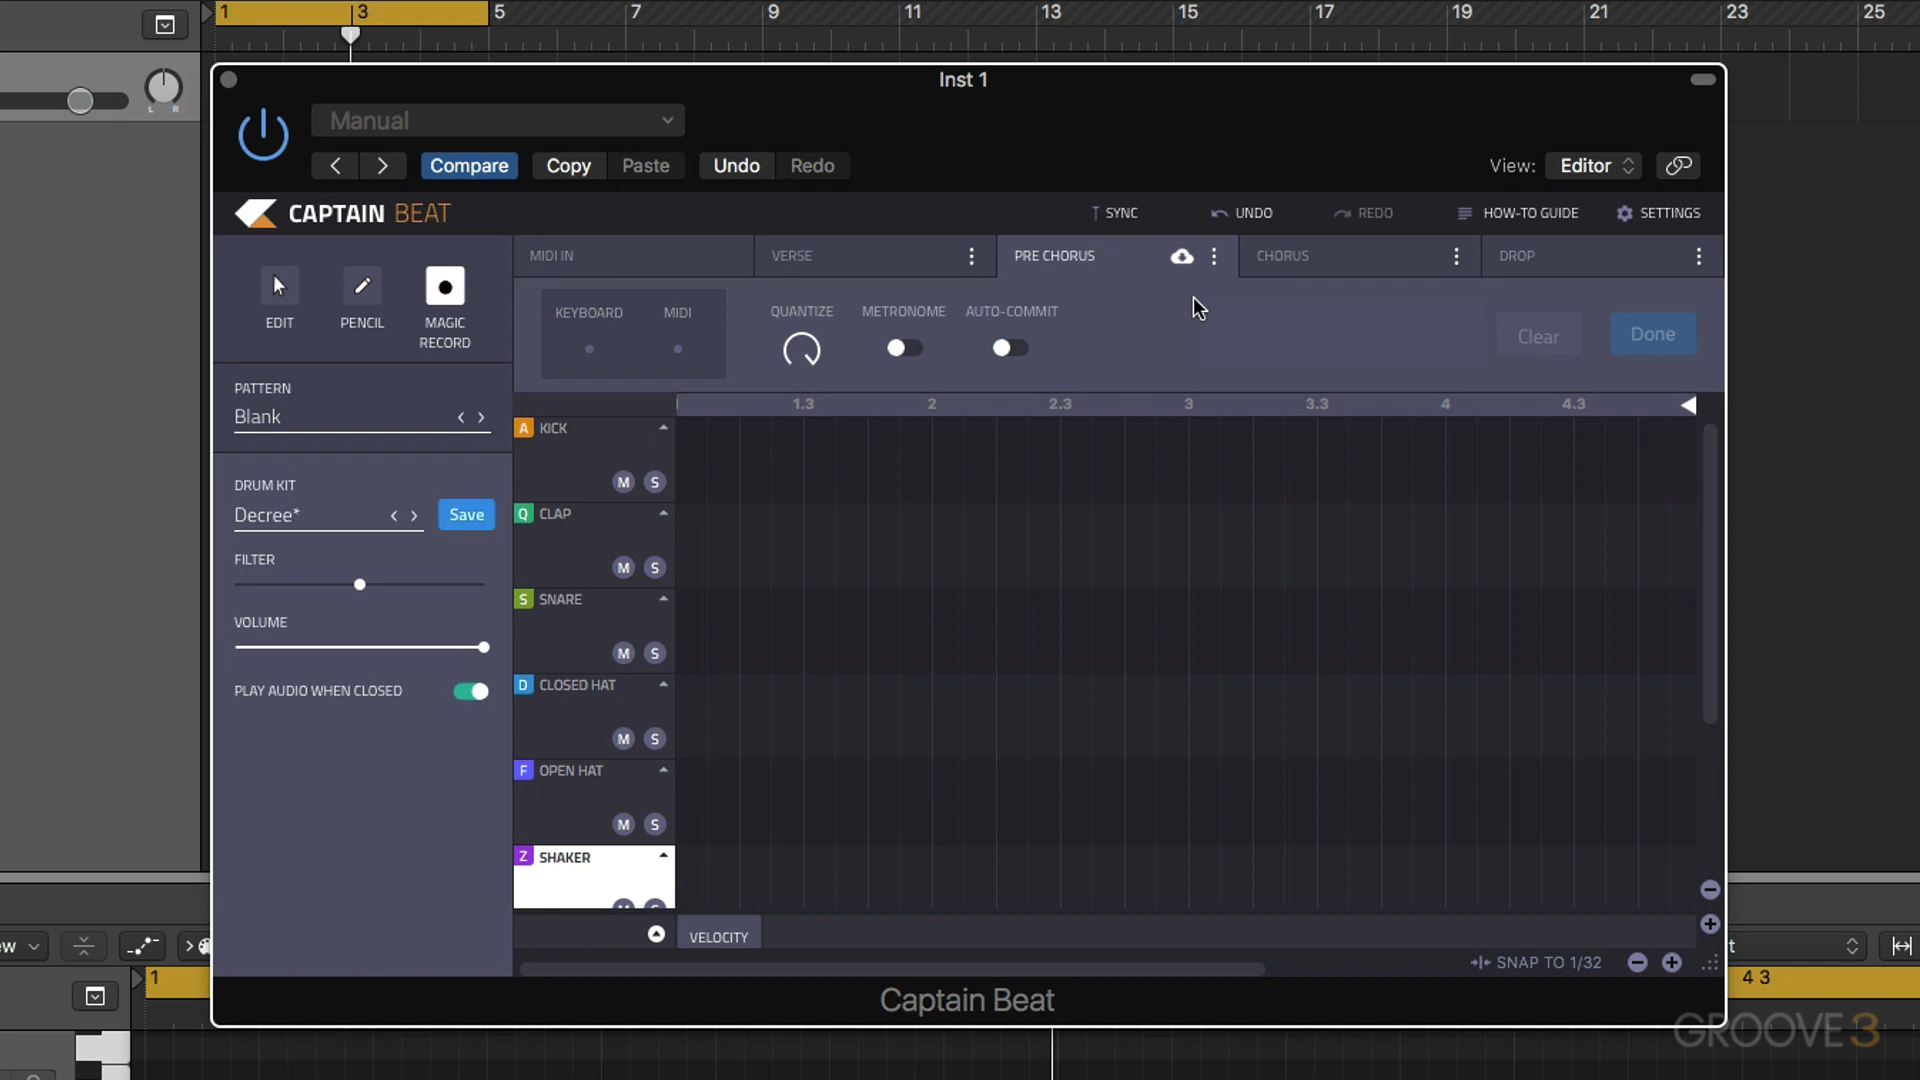 1 3 5 7 9 11 13 15 17 19 21 23 25
Inst 1
L R
Manual
Compare Copy Paste Undo Redo View: Editor
CAPTAIN BEAT SYNC UNDO REDO HOW-TO GUIDE SETTINGS
MIDI IN VERSE PRE CHORUS CHORUS DROP
EDIT PENCIL MAGIC RECORD
KEYBOARD MIDI QUANTIZE METRONOME AUTO-COMMIT
Clear Done
PATTERN
Blank
1.3 2 2.3 3 3.3 4 4.3
A KICK
M S
DRUM KIT
Decree* Save
Q CLAP
M S
FILTER
S SNARE
M S
VOLUME
D CLOSED HAT
M S
PLAY AUDIO WHEN CLOSED
F OPEN HAT
M S
Z SHAKER
M S
VELOCITY
SNAP TO 1/32
ew
t
1
4 3
Captain Beat
GROOVE 3